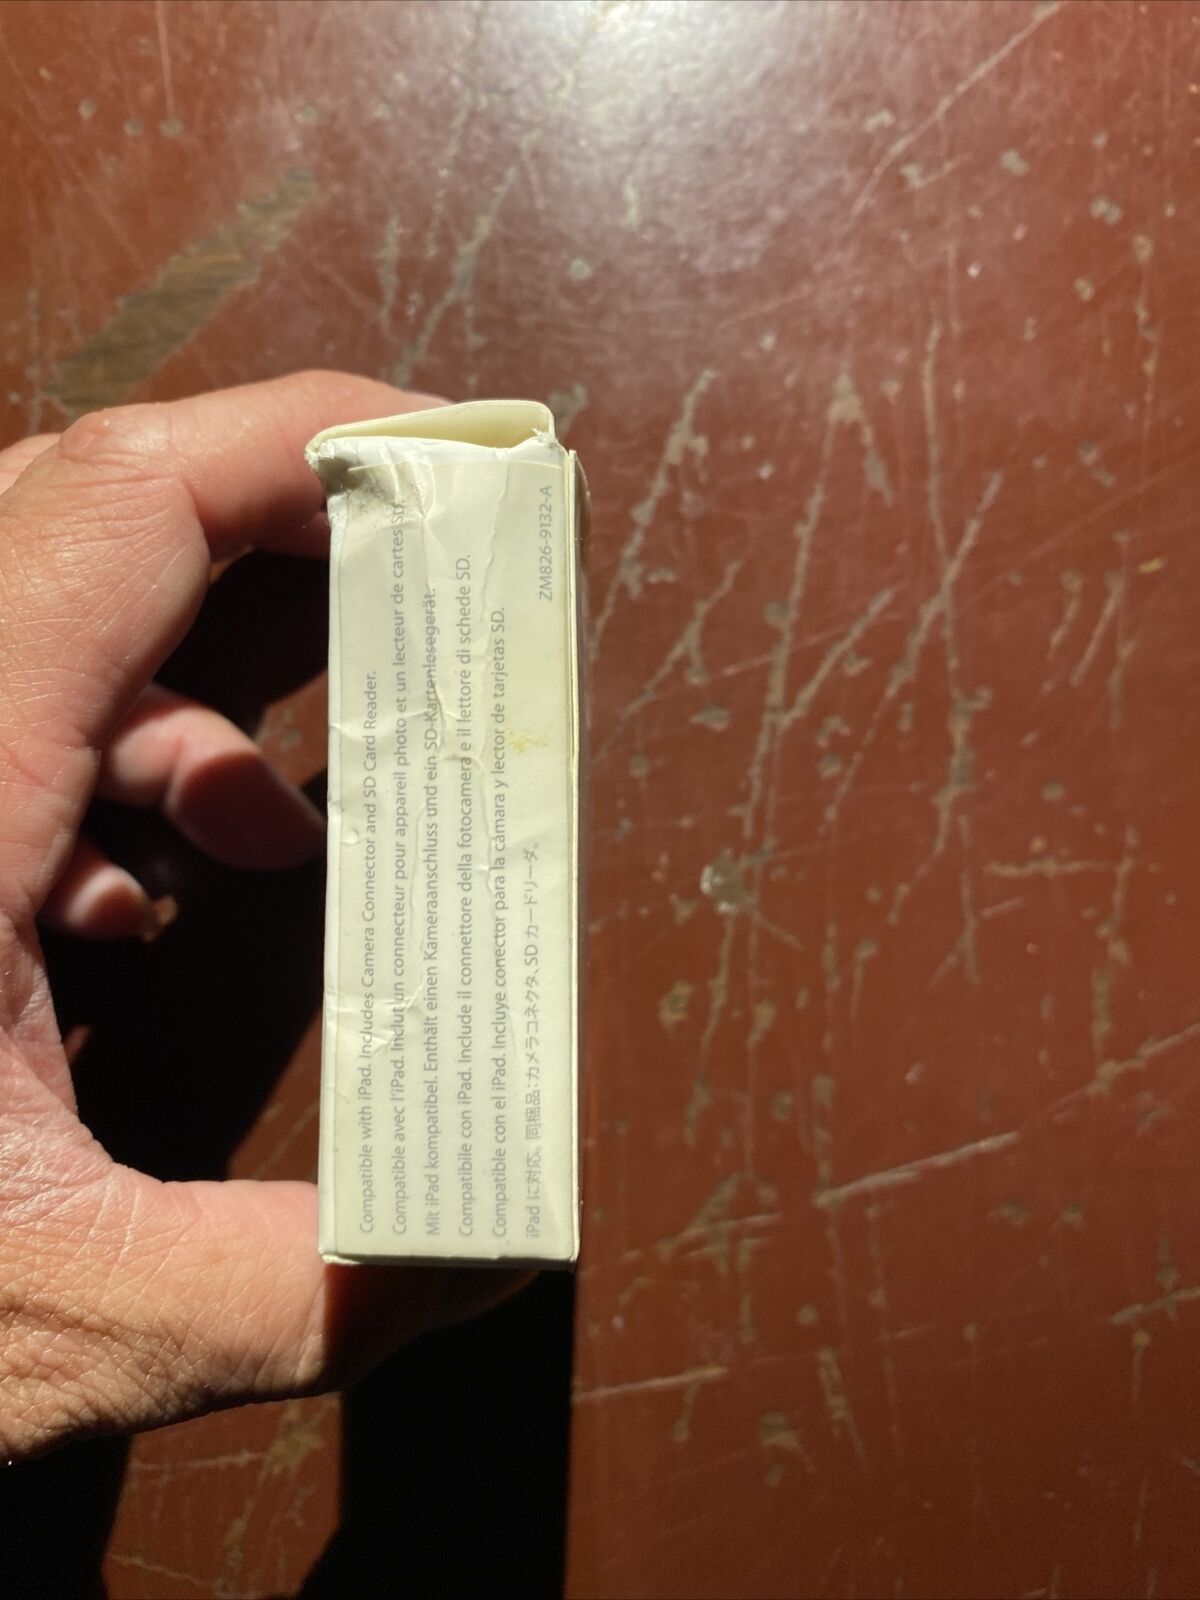 Compatible with iPad. Includes Camera Connector and SD Card Reader.
Compatible avec l'iPad. Inclut un connecteur pour appareil photo et un lecteur de cartes SD.
Mit iPad kompatibel. Enthält einen Kameraanschluss und ein SD-Kartenlesegerät.
Compatibile con iPad. Include il connettore della fotocamera e il lettore di schede SD.
Compatible con el iPad. Incluye conector para la cámara y lector de tarjetas SD.
iPad に対応。同梱品：カメラコネクタ、SD カードリーダ。
ZM826-9132-A